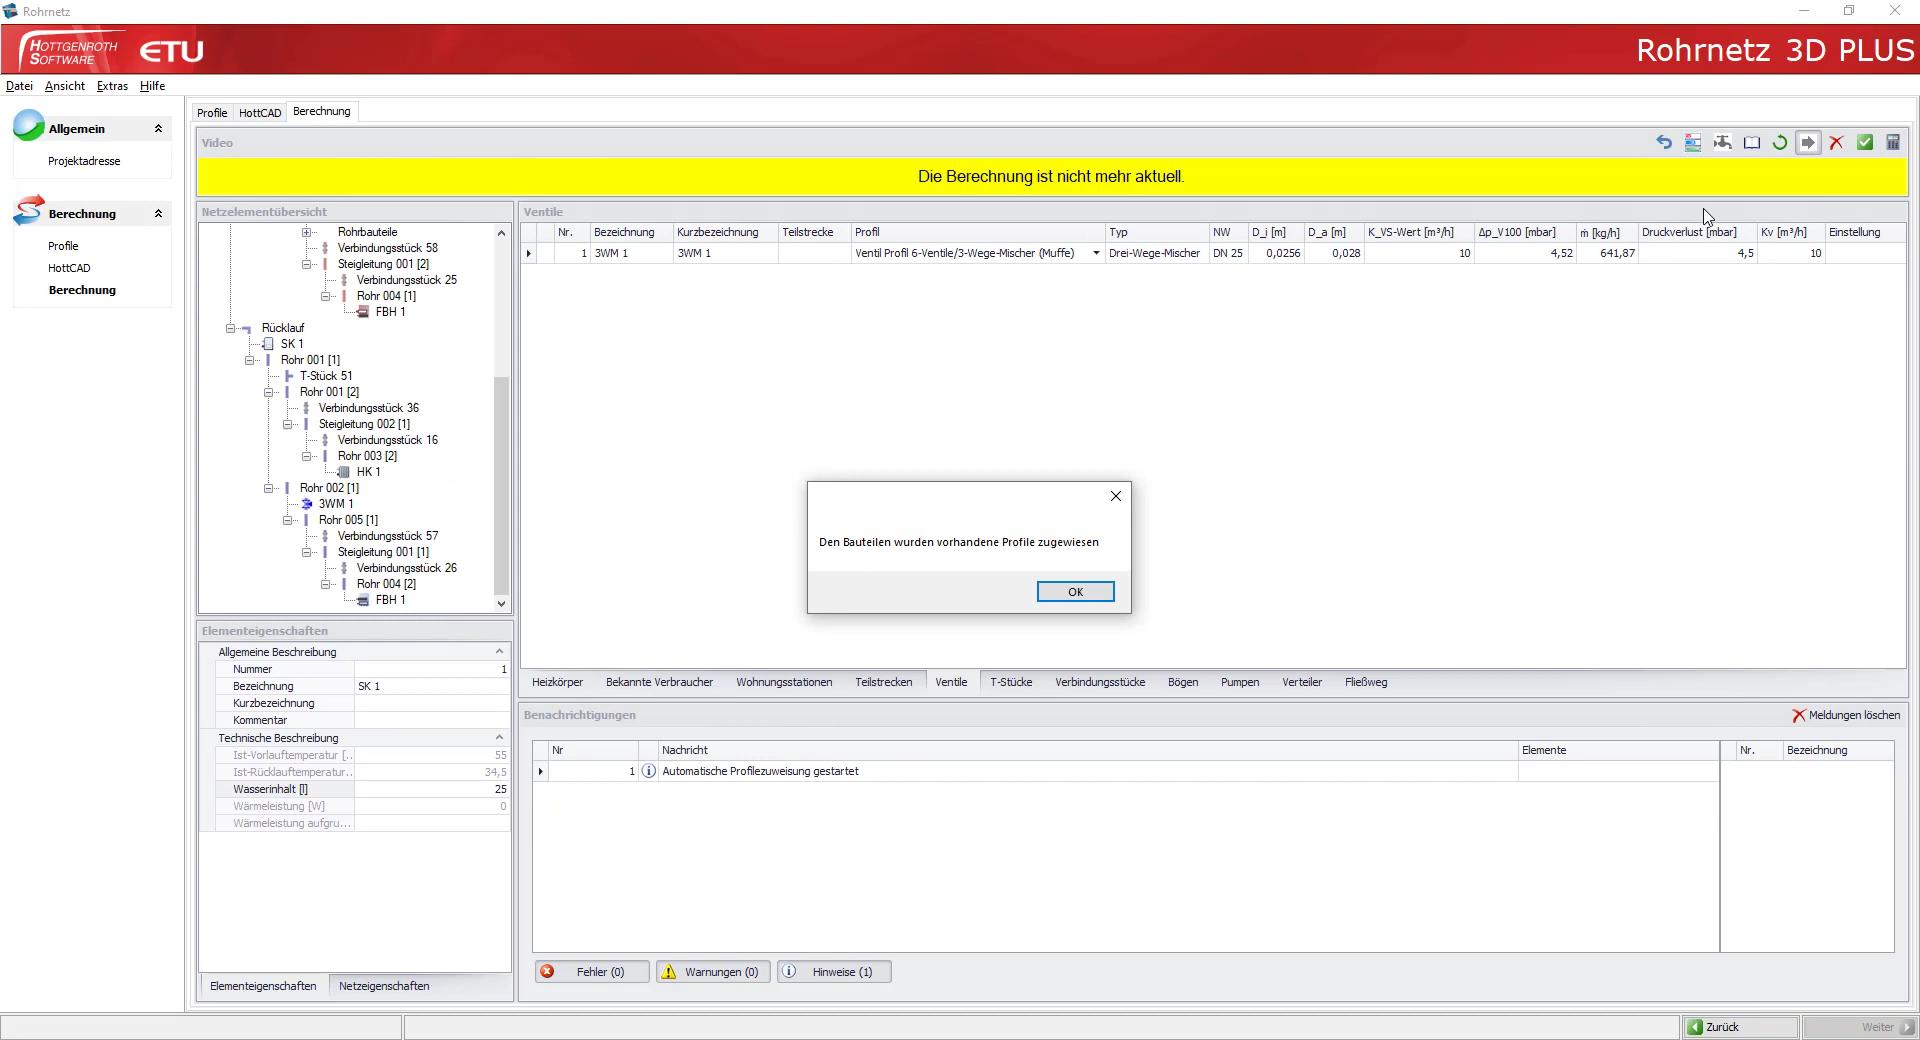 Rohrnetz
HOTTGENROTH
SOFTWARE
ETU
Rohrnetz 3D PLUS
Datei Ansicht Extras Hilfe
Allgemein
Projektadresse
Berechnung
Profile
HottCAD
Berechnung
Profile HottCAD Berechnung
Video
Die Berechnung ist nicht mehr aktuell.
Netzelementübersicht
Rohrbauteile
Verbindungsstück 58
Steigleitung 001 [2]
Verbindungsstück 25
Rohr 004 [1]
FBH 1
Rücklauf
SK 1
Rohr 001 [1]
T-Stück 51
Rohr 001 [2]
Verbindungsstück 36
Steigleitung 002 [1]
Verbindungsstück 16
Rohr 003 [2]
HK 1
Rohr 002 [1]
3WM 1
Rohr 005 [1]
Verbindungsstück 57
Steigleitung 001 [1]
Verbindungsstück 26
Rohr 004 [2]
FBH 1
Elementeigenschaften
Allgemeine Beschreibung
Nummer 1
Bezeichnung SK 1
Kurzbezeichnung
Kommentar
Technische Beschreibung
Ist-Vorlauftemperatur [.. 55
Ist-Rücklauftemperatur.. 34,5
Wasserinhalt [l] 25
Wärmeleistung [W] 0
Wärmeleistung aufgru...
Elementeigenschaften Netzeigenschaften
Ventile
Nr. Bezeichnung Kurzbezeichnung Teilstrecke Profil Typ NW D_i [m] D_a [m] K_VS-Wert [m³/h] Δp_V100 [mbar] ṁ [kg/h] Druckverlust [mbar] Kv [m³/h] Einstellung
1 3WM 1 3WM 1 Ventil Profil 6-Ventile/3-Wege-Mischer (Muffe) Drei-Wege-Mischer DN 25 0,0256 0,028 10 4,52 641,87 4,5 10
Den Bauteilen wurden vorhandene Profile zugewiesen
OK
Heizkörper Bekannte Verbraucher Wohnungsstationen Teilstrecken Ventile T-Stücke Verbindungsstücke Bögen Pumpen Verteiler Fließweg
Benachrichtigungen
Meldungen löschen
Nr Nachricht Elemente Nr. Bezeichnung
1 Automatische Profilezuweisung gestartet
Fehler (0) Warnungen (0) Hinweise (1)
Zurück Weiter